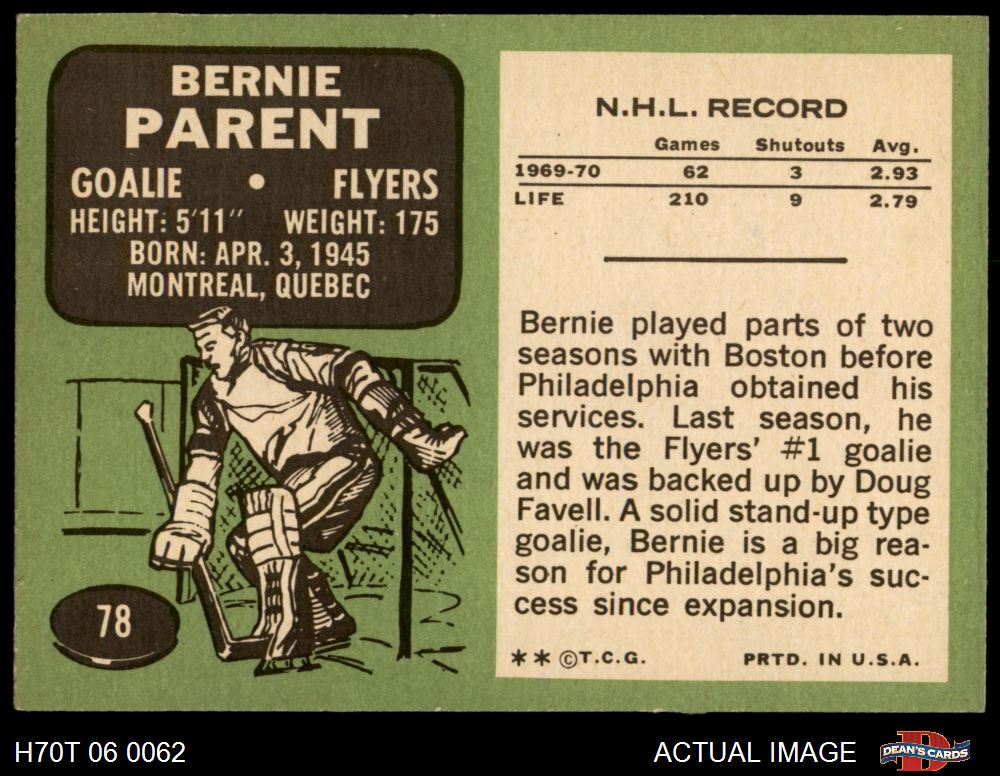 BERNIE
PARENT
GOALIE • FLYERS
HEIGHT: 5'11" WEIGHT: 175
BORN: APR. 3, 1945
MONTREAL, QUEBEC
78
N.H.L. RECORD
Games Shutouts Avg.
1969-70 62 3 2.93
LIFE 210 9 2.79
Bernie played parts of two
seasons with Boston before
Philadelphia obtained his
services. Last season, he
was the Flyers' #1 goalie
and was backed up by Doug
Favell. A solid stand-up type
goalie, Bernie is a big rea-
son for Philadelphia's suc-
cess since expansion.
** ©T.C.G. PRTD. IN U.S.A.
H70T 06 0062 ACTUAL IMAGE D DEAN'S CARDS